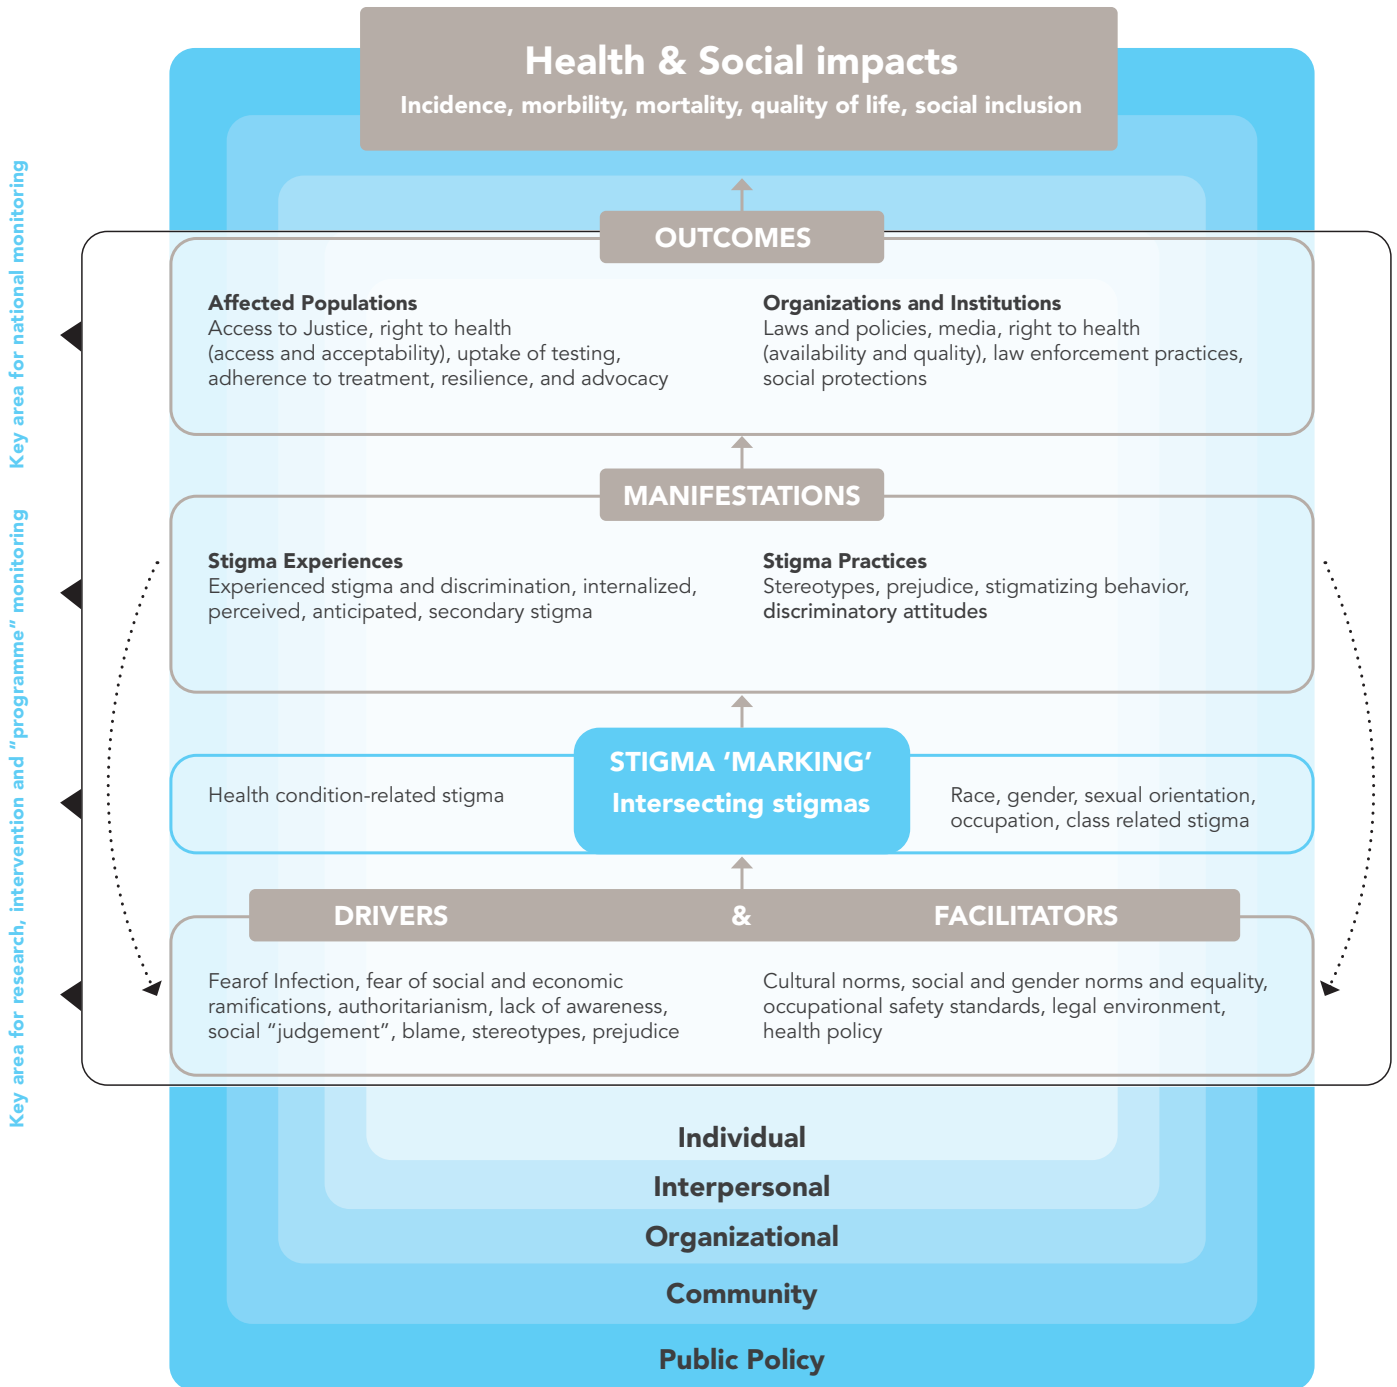 Health & Social impacts
Incidence, morbility, mortality, quality of life, social inclusion
Key area for national monitoring
OUTCOMES
Affected Populations
Access to Justice, right to health
(access and acceptability), uptake of testing,
adherence to treatment, resilience, and advocacy
Organizations and Institutions
Laws and policies, media, right to health
(availability and quality), law enforcement practices,
social protections
Key area for research, intervention and “programme” monitoring
MANIFESTATIONS
Stigma Experiences
Experienced stigma and discrimination, internalized,
perceived, anticipated, secondary stigma
Stigma Practices
Stereotypes, prejudice, stigmatizing behavior,
discriminatory attitudes
STIGMA ‘MARKING’
Intersecting stigmas
Health condition-related stigma
Race, gender, sexual orientation,
occupation, class related stigma
DRIVERS & FACILITATORS
Fearof Infection, fear of social and economic
ramifications, authoritarianism, lack of awareness,
social “judgement”, blame, stereotypes, prejudice
Cultural norms, social and gender norms and equality,
occupational safety standards, legal environment,
health policy
Individual
Interpersonal
Organizational
Community
Public Policy